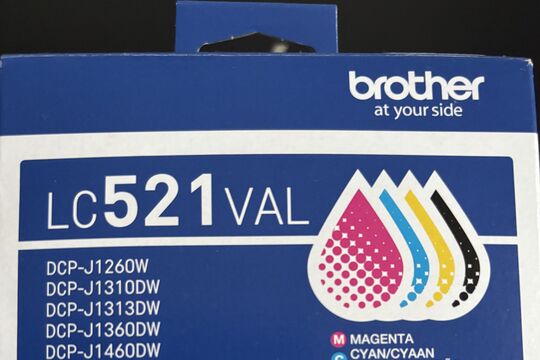 brother
at your side
LC521VAL
DCP-J1260W
DCP-J1310DW
DCP-J1313DW
DCP-J1360DW
DCP-J1460DW
M MAGENTA
C CYAN/CYAAN